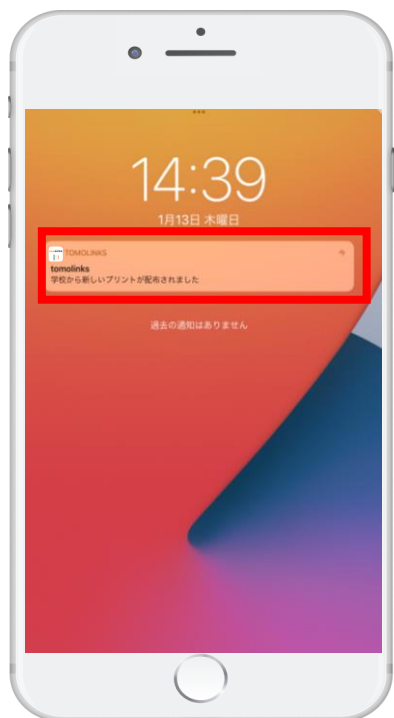 14:39
1月13日 木曜日
TOMOLINKS
今
tomolinks
学校から新しいプリントが配布されました
過去の通知はありません